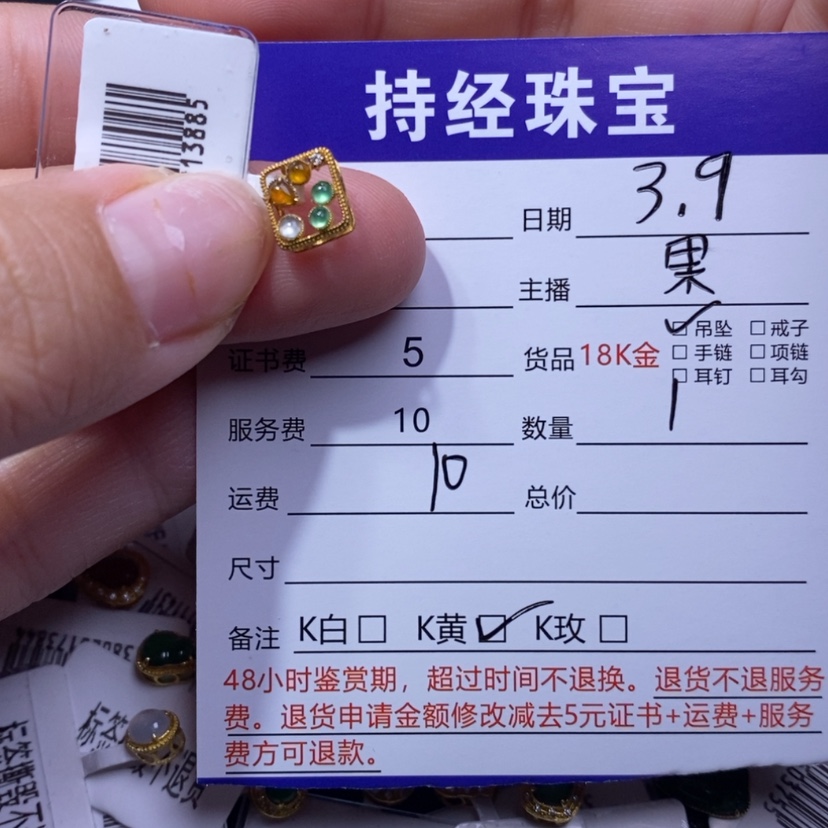 13885
持经珠宝
日期 3.9
主播 果
证书费 5 货品 18K金 吊坠 戒子
手链 项链
耳钉 耳勾
服务费 10 数量 1
运费 10 总价
尺寸
备注 K白 K黄 K玫
48小时鉴赏期，超过时间不退换。退货不退服务
费。退货申请金额修改减去5元证书+运费+服务
费方可退款。